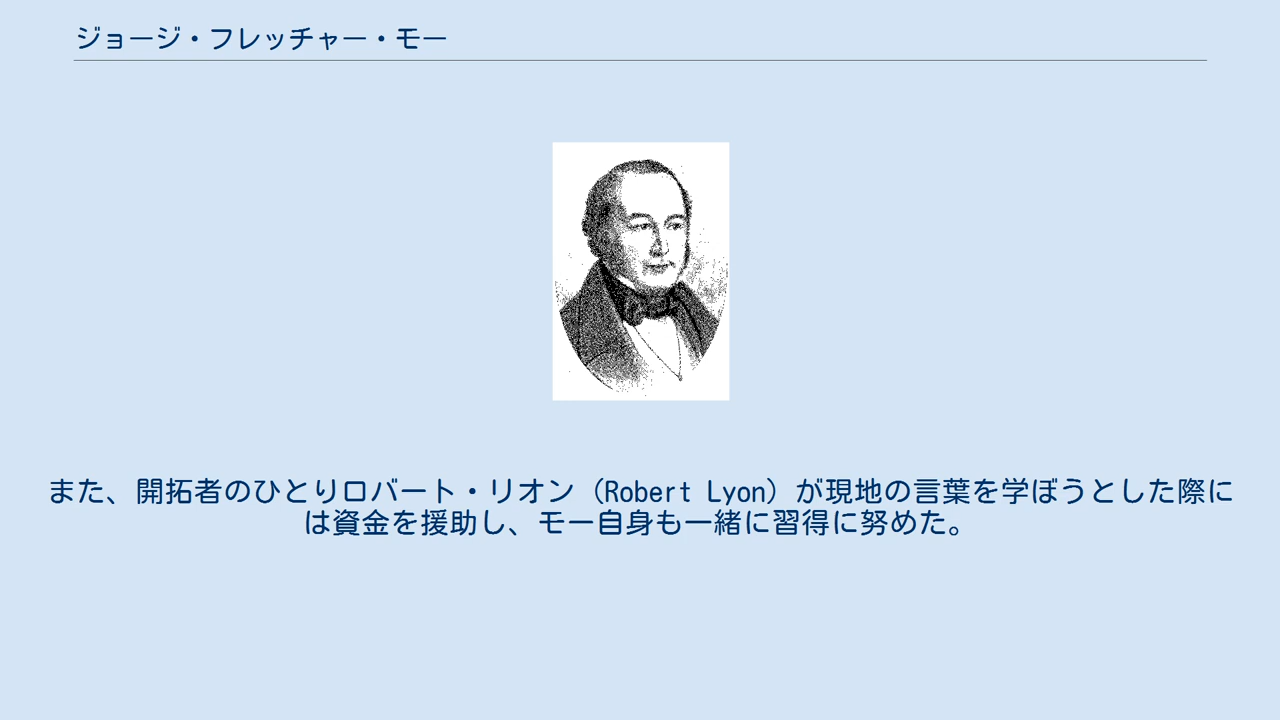 ジョージ・フレッチャー・モー
また、開拓者のひとりロバート・リオン（Robert Lyon）が現地の言葉を学ぼうとした際に
は資金を援助し、モー自身も一緒に習得に努めた。